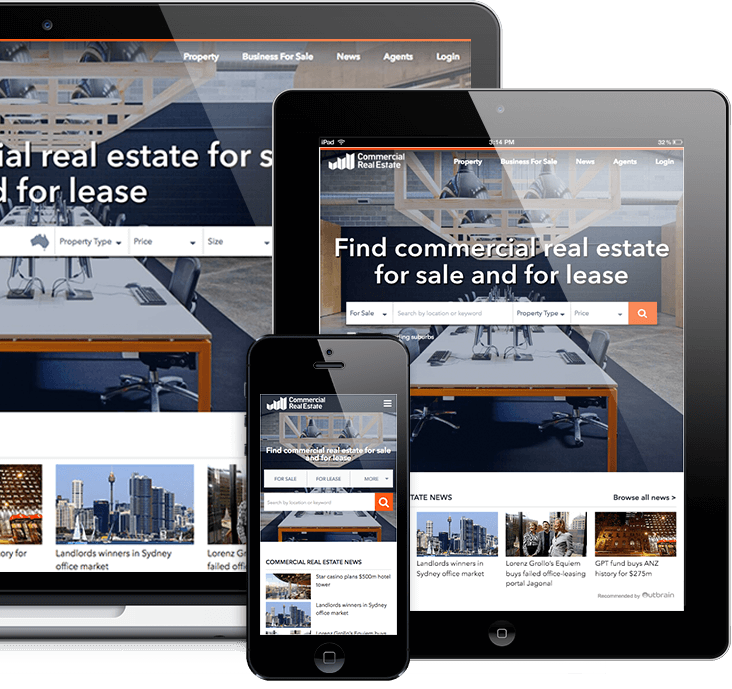 Property Business For Sale News Agents Login
ial real estate for s
d for lease
Property Type Price Size
y for
Landlords winners in Sydney
office market
Lorenz Gro
failed offic
iPad 3:14 PM 32%
Commercial
Real Estate
Property Business For Sale News Agents Login
Find commercial real estate
for sale and for lease
For Sale Search by location or keyword Property Type Price
ting suburbs
TATE NEWS Browse all news >
Landlords winners in
Sydney office market
Lorenz Grollo's Equiem
buys failed office-leasing
portal Jagonal
GPT fund buys ANZ
history for $275m
Recommended by Outbrain
Commercial
Real Estate
Find commercial real estate for sale
and for lease
FOR SALE FOR LEASE MORE
Search by location or keyword
COMMERCIAL REAL ESTATE NEWS
Star casino plans $500m hotel
tower
Landlords winners in Sydney
office market
Lorenz Grollo's Equiem buys